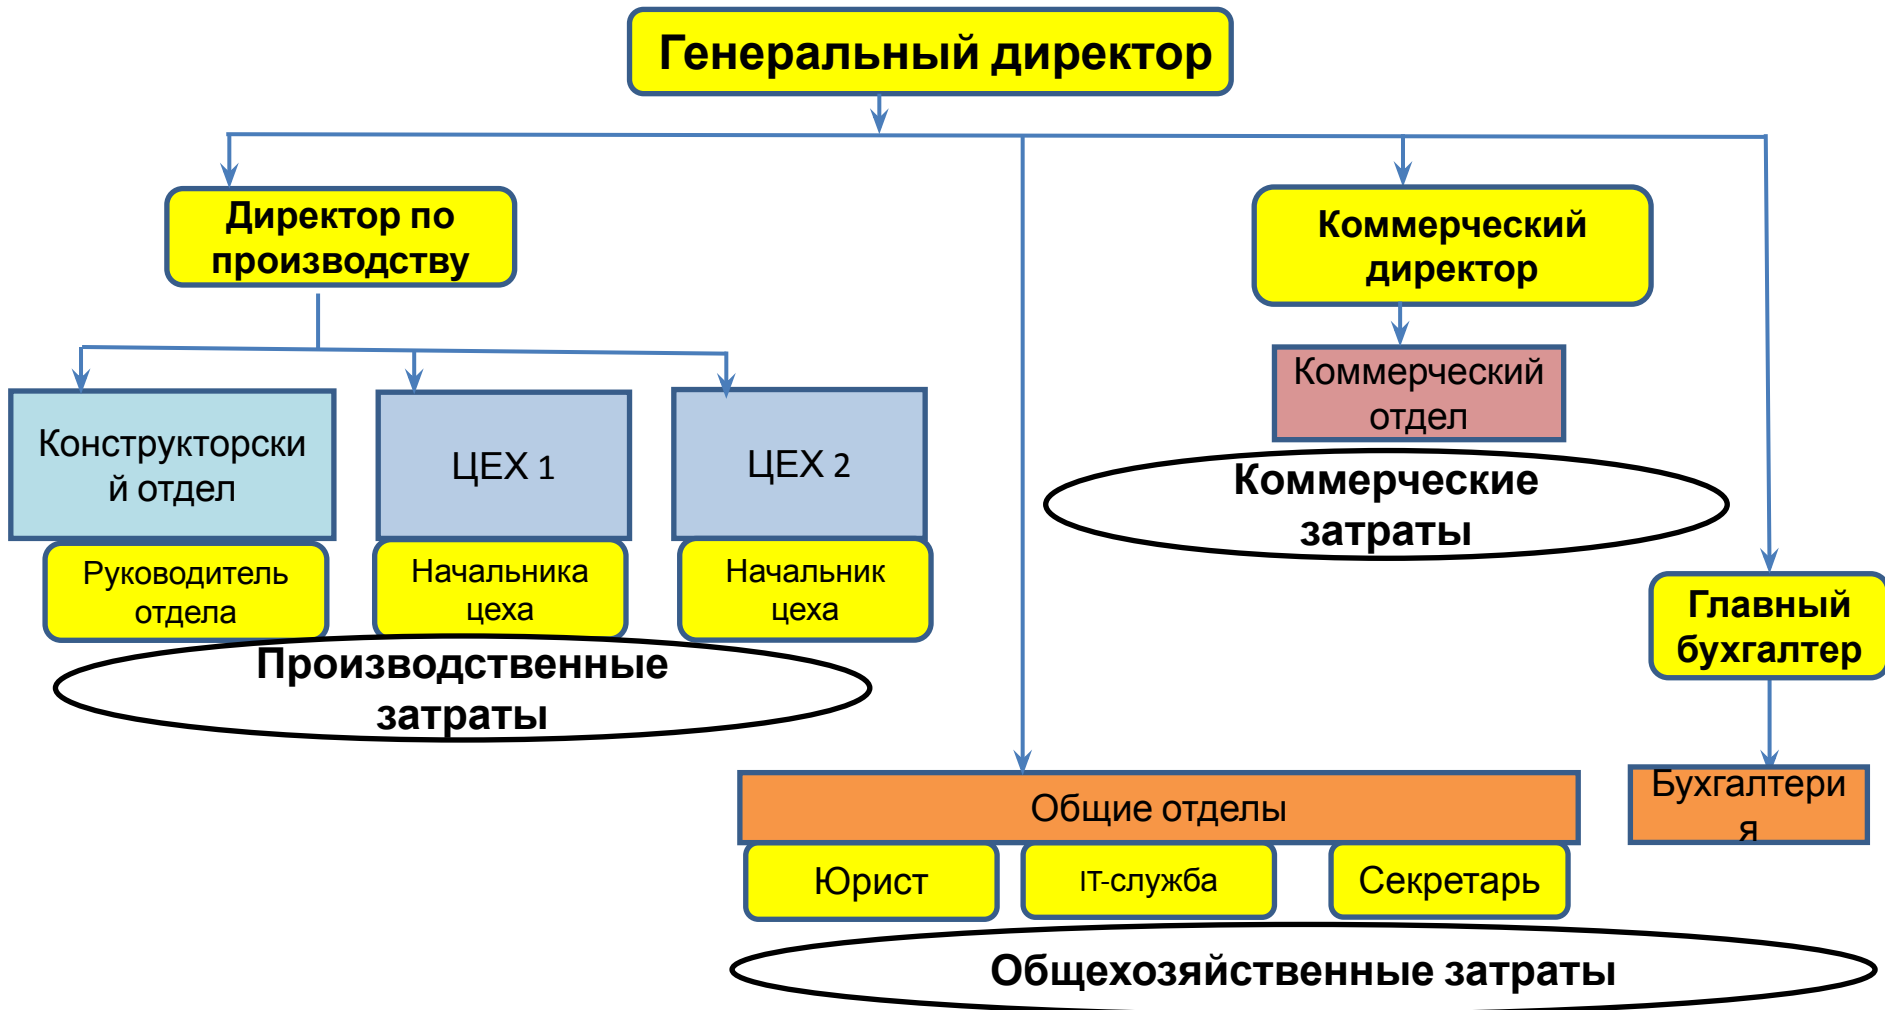 Генеральный директор
Директор по
производству
Коммерческий
директор
Конструкторски
й отдел
ЦЕХ 1
ЦЕХ 2
Коммерческий
отдел
Коммерческие
затраты
Руководитель
отдела
Начальника
цеха
Начальник
цеха
Главный
бухгалтер
Производственные
затраты
Общие отделы
Бухгалтери
я
Юрист
IT-служба
Секретарь
Общехозяйственные затраты